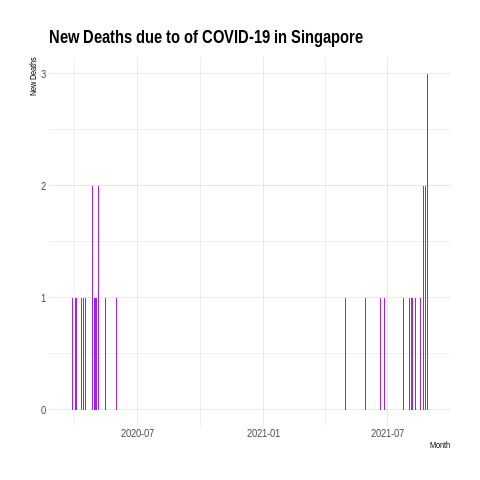 New Deaths due to of COVID-19 in Singapore
New Deaths
3
2
1
0
2020-07
2021-01
2021-07
Month